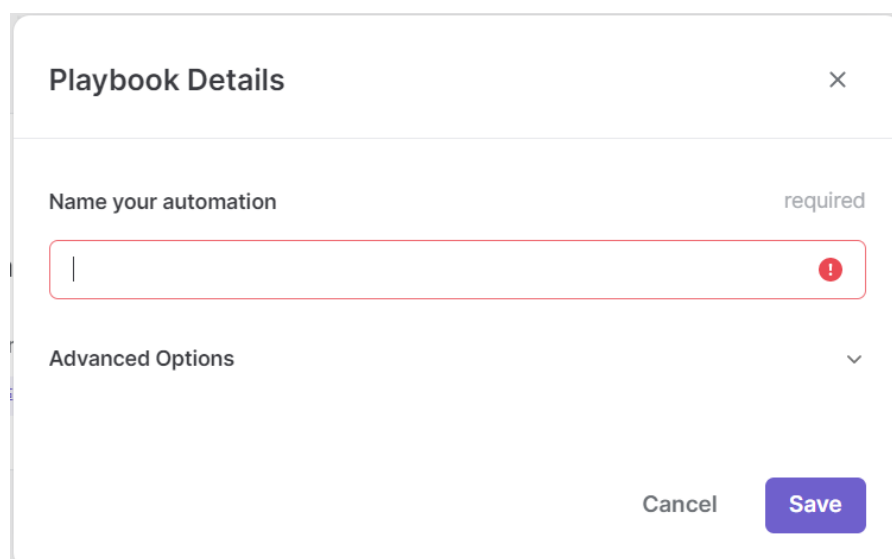 Playbook Details
Name your automation
required
Advanced Options
Cancel
Save